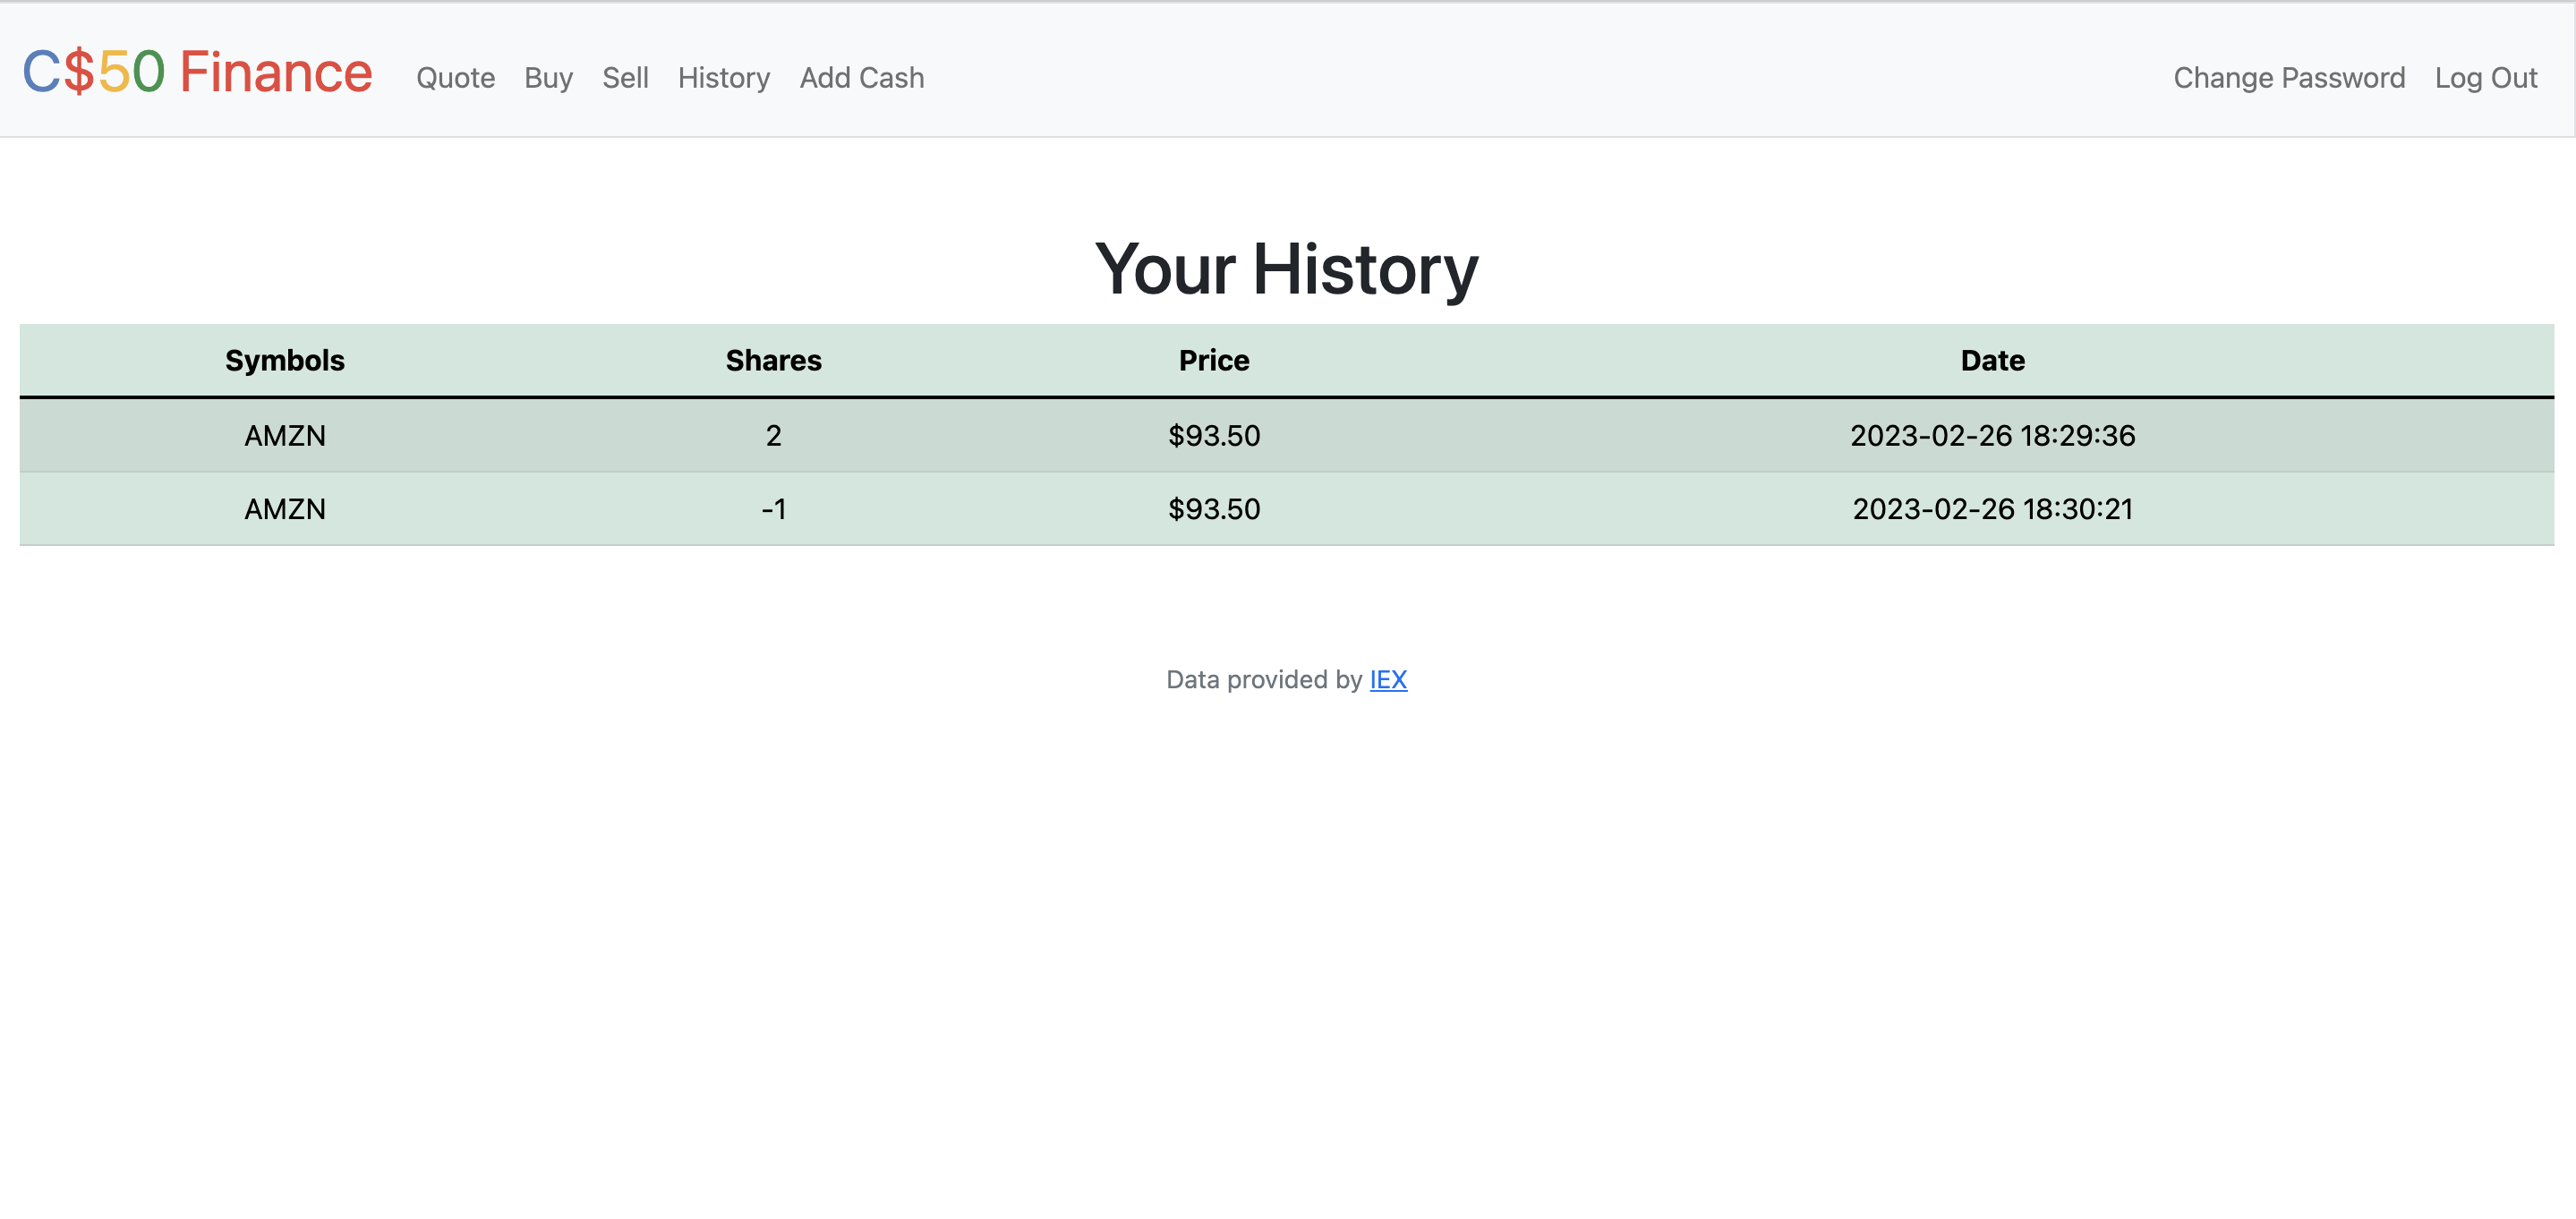 C$50 Finance Quote Buy Sell History Add Cash Change Password Log Out
Your History
Symbols Shares Price Date
AMZN 2 $93.50 2023-02-26 18:29:36
AMZN -1 $93.50 2023-02-26 18:30:21
Data provided by IEX